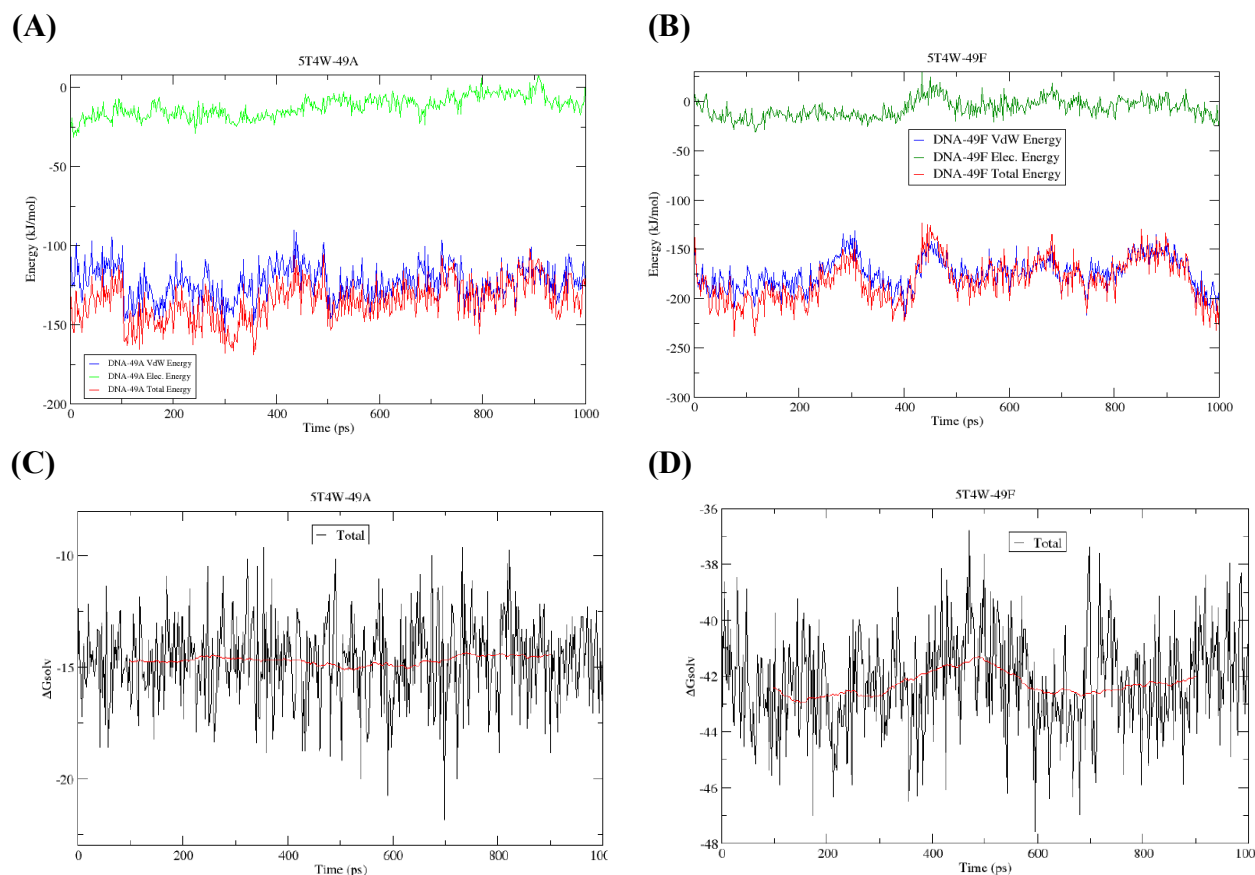 (A)
5T4W-49A
0
-50
-100
-150
-200
Energy (kJ/mol)
DNA-49A VdW Energy
DNA-49A Elec. Energy
DNA-49A Total Energy
0 200 400 600 800 1000
Time (ps)
(B)
5T4W-49F
0
-50
-100
-150
-200
-250
-300
Energy (kJ/mol)
DNA-49F VdW Energy
DNA-49F Elec. Energy
DNA-49F Total Energy
0 200 400 600 800 1000
Time (ps)
(C)
5T4W-49A
Total
-10
-15
-20
ΔGsolv
0 200 400 600 800 1000
Time (ps)
(D)
5T4W-49F
Total
-36
-38
-40
-42
-44
-46
-48
ΔGsolv
0 200 400 600 800 100
Time (ps)